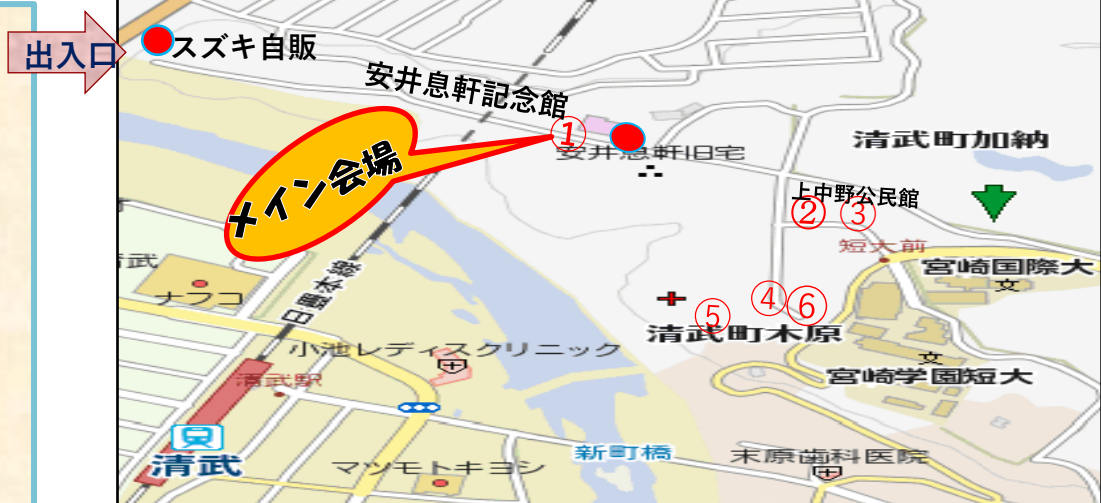 出入口
スズキ自販
安井息軒記念館
①
安井息軒旧宅
メイン会場
清武町加納
上中野公民館
②
③
短大前
宮崎国際大
文
武
ナフコ
日豊本線
④
⑥
⑤
清武町木原
小池レディスクリニック
文
宮崎学園短大
清武駅
清武
新町橋
マツモトキヨシ
末原歯科医院